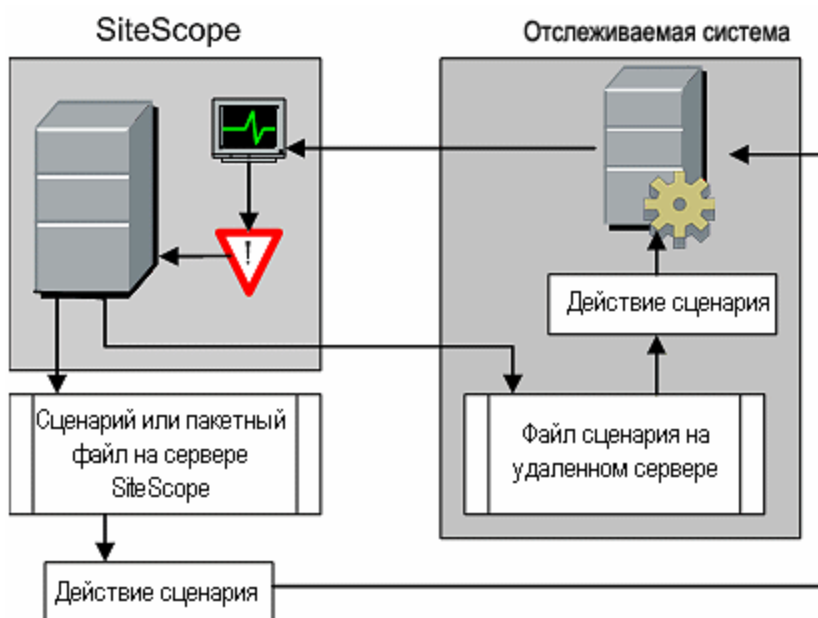 SiteScope
Отслеживаемая система
!
Действие сценария
Сценарий или пакетный
файл на сервере
SiteScope
Файл сценария на
удаленном сервере
Действие сценария